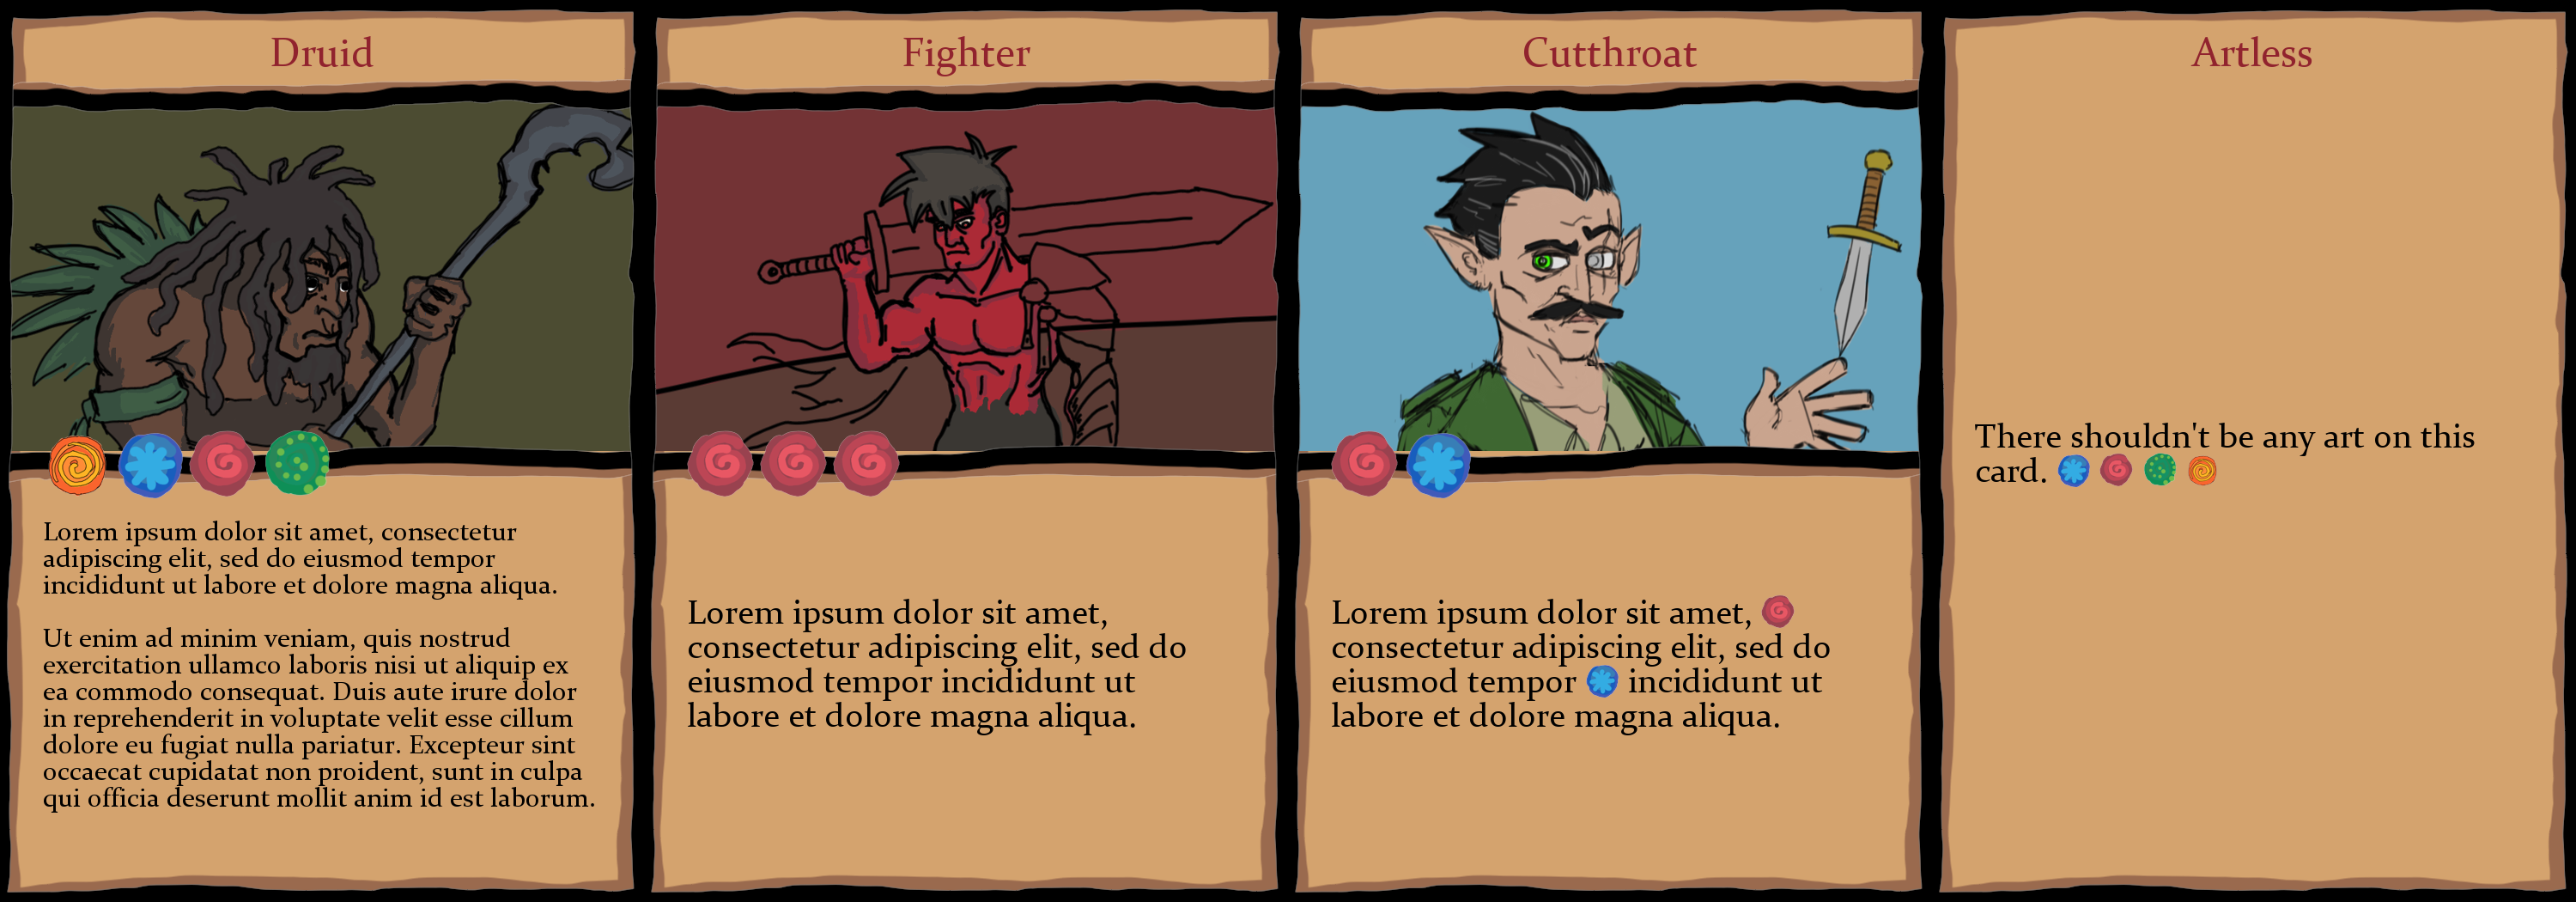 Druid
Lorem ipsum dolor sit amet, consectetur
adipiscing elit, sed do eiusmod tempor
incididunt ut labore et dolore magna aliqua.
Ut enim ad minim veniam, quis nostrud
exercitation ullamco laboris nisi ut aliquip ex
ea commodo consequat. Duis aute irure dolor
in reprehenderit in voluptate velit esse cillum
dolore eu fugiat nulla pariatur. Excepteur sint
occaecat cupidatat non proident, sunt in culpa
qui officia deserunt mollit anim id est laborum.
Fighter
Lorem ipsum dolor sit amet,
consectetur adipiscing elit, sed do
eiusmod tempor incididunt ut
labore et dolore magna aliqua.
Cutthroat
Lorem ipsum dolor sit amet,
consectetur adipiscing elit, sed do
eiusmod tempor incididunt ut
labore et dolore magna aliqua.
Artless
There shouldn't be any art on this
card.